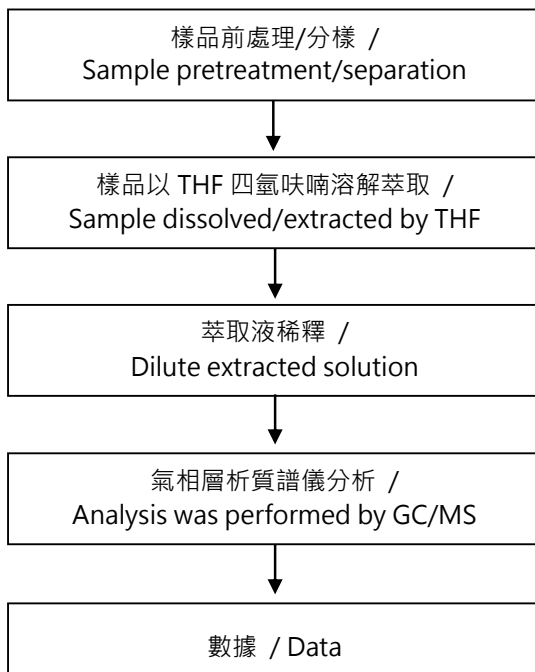 樣品前處理/分樣 /
Sample pretreatment/separation
樣品以 THF 四氫呋喃溶解萃取 /
Sample dissolved/extracted by THF
萃取液稀釋 /
Dilute extracted solution
氣相層析質譜儀分析 /
Analysis was performed by GC/MS
數據 / Data